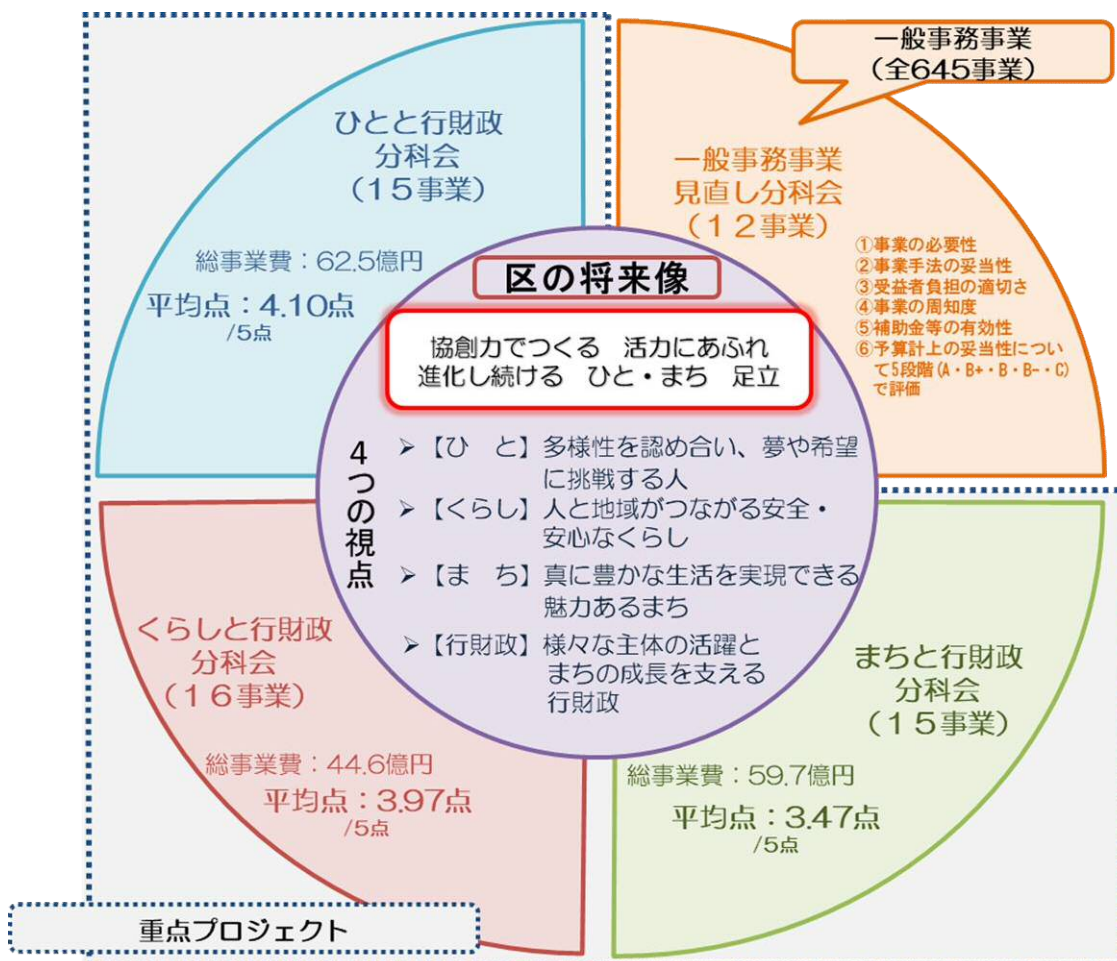 一般事務事業
（全645事業）
ひとと行財政
分科会
（１５事業）
総事業費：62.5億円
平均点：4.10点
/5点
一般事務事業
見直し分科会
（１２事業）
①事業の必要性
②事業手法の妥当性
③受益者負担の適切さ
④事業の周知度
⑤補助金等の有効性
⑥予算計上の妥当性につい
て5段階(A・B+・B・B-・C)
で評価
区の将来像
協創力でつくる　活力にあふれ
進化し続ける　ひと・まち　足立
4つの視点
➢【ひ　と】多様性を認め合い、夢や希望
に挑戦する人
➢【くらし】人と地域がつながる安全・
安心なくらし
➢【ま　ち】真に豊かな生活を実現できる
魅力あるまち
➢【行財政】様々な主体の活躍と
まちの成長を支える
行財政
くらしと行財政
分科会
（１６事業）
総事業費：44.6億円
平均点：3.97点
/5点
まちと行財政
分科会
（１５事業）
総事業費：59.7億円
平均点：3.47点
/5点
重点プロジェクト